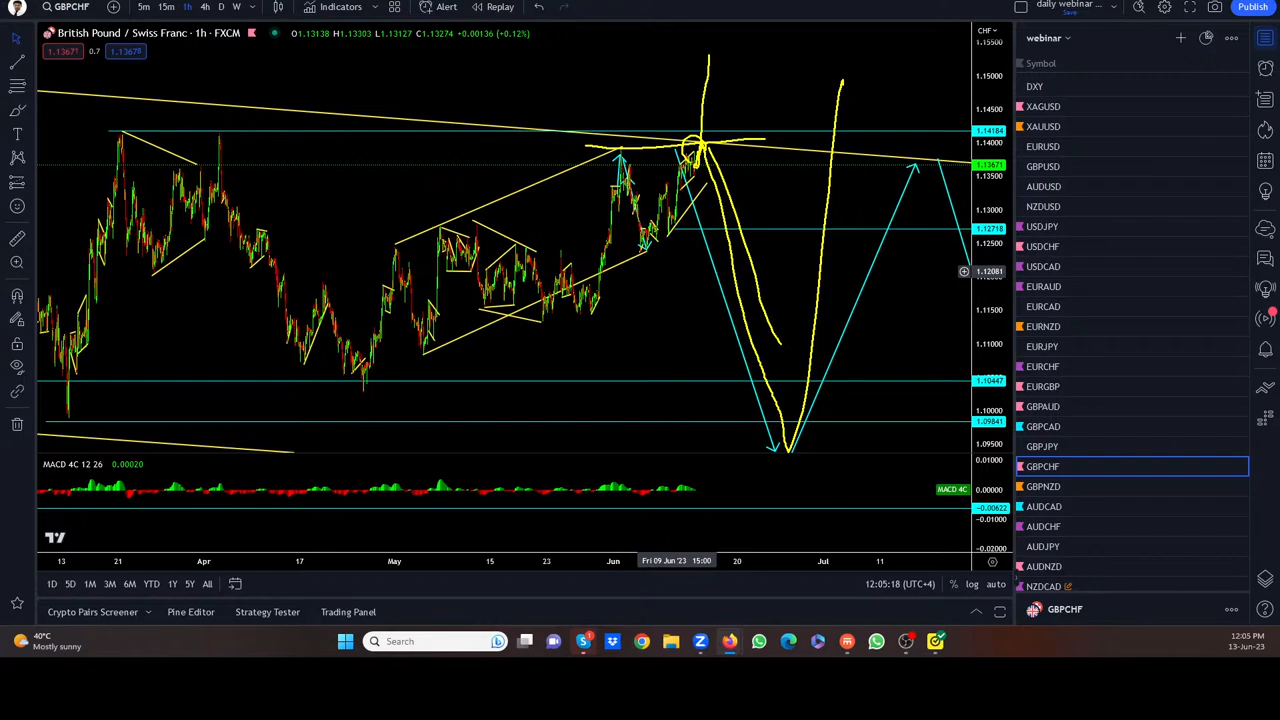 GBPCHF 5m 15m 1h 4h D W Indicators Alert Replay daily webinar Save Publish
British Pound / Swiss Franc · 1h · FXCM O1.13138 H1.13303 L1.13127 C1.13274 +0.00136 (+0.12%)
1.13671 0.7 1.13678
CHF
1.15500
1.15000
1.14500
1.14184
1.14000
1.13671
1.13500
1.13000
1.12718
1.12500
1.12081
1.11500
1.11000
1.10447
1.10000
1.09841
1.09500
MACD 4C 12 26 0.00020
0.01000
MACD 4C 0.00000
-0.00622
-0.01000
-0.02000
13 21 Apr May 15 23 Jun Fri 09 Jun '23 15:00 20 Jul 11
1D 5D 1M 3M 6M YTD 1Y 5Y All 12:05:18 (UTC+4) % log auto
Crypto Pairs Screener Pine Editor Strategy Tester Trading Panel
webinar
Symbol
DXY
XAGUSD
XAUUSD
EURUSD
GBPUSD
AUDUSD
NZDUSD
USDJPY
USDCHF
USDCAD
EURAUD
EURCAD
EURNZD
EURJPY
EURCHF
EURGBP
GBPAUD
GBPCAD
GBPJPY
GBPCHF
GBPNZD
AUDCAD
AUDCHF
AUDJPY
AUDNZD
NZDCAD
GBPCHF
40°C
Mostly sunny
Search
1
12:05 PM
13-Jun-23